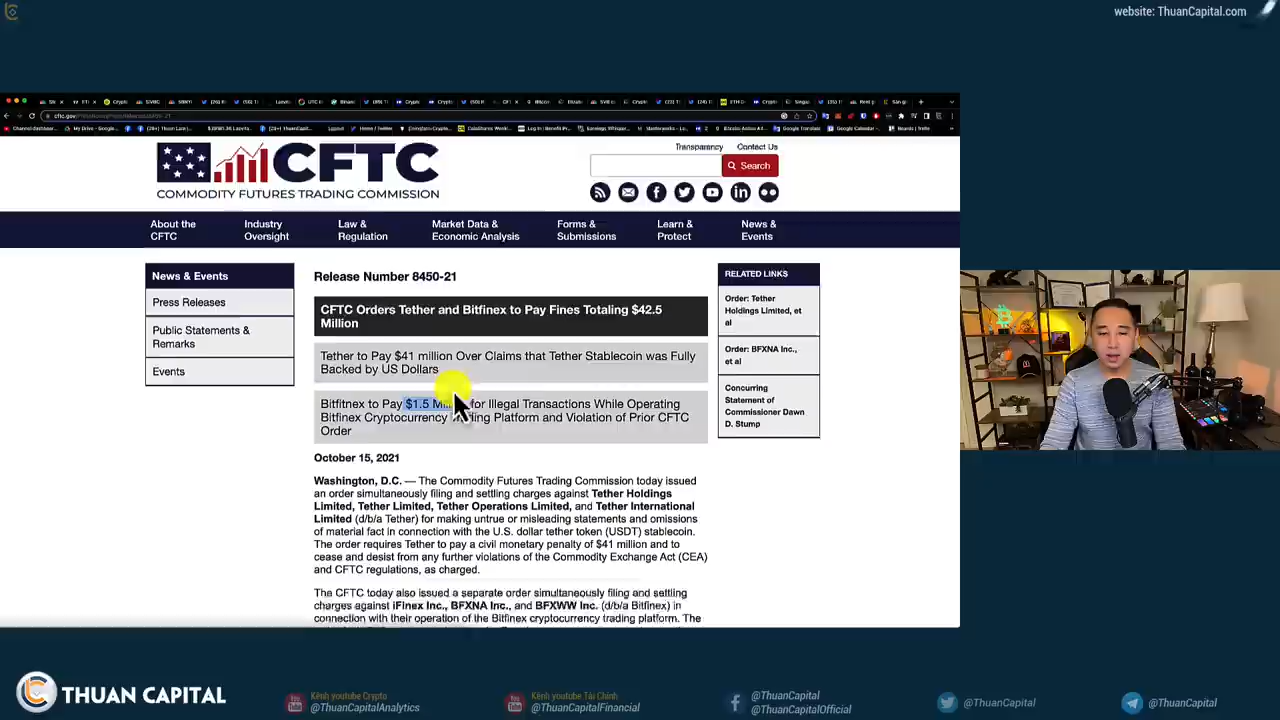 website: ThuanCapital.com
CFTC
COMMODITY FUTURES TRADING COMMISSION
Transparency Contact Us
Search
About the CFTC
Industry Oversight
Law & Regulation
Market Data & Economic Analysis
Forms & Submissions
Learn & Protect
News & Events
News & Events
Press Releases
Public Statements &
Remarks
Events
Release Number 8450-21
CFTC Orders Tether and Bitfinex to Pay Fines Totaling $42.5
Million
Tether to Pay $41 million Over Claims that Tether Stablecoin was Fully
Backed by US Dollars
Bitfitnex to Pay $1.5 for Illegal Transactions While Operating
Bitfinex Cryptocurrency Platform and Violation of Prior CFTC
Order
October 15, 2021
Washington, D.C. — The Commodity Futures Trading Commission today issued
an order simultaneously filing and settling charges against Tether Holdings
Limited, Tether Limited, Tether Operations Limited, and Tether International
Limited (d/b/a Tether) for making untrue or misleading statements and omissions
of material fact in connection with the U.S. dollar tether token (USDT) stablecoin.
The order requires Tether to pay a civil monetary penalty of $41 million and to
cease and desist from any further violations of the Commodity Exchange Act (CEA)
and CFTC regulations, as charged.
The CFTC today also issued a separate order simultaneously filing and settling
charges against iFinex Inc., BFXNA Inc., and BFXWW Inc. (d/b/a Bitfinex) in
connection with their operation of the Bitfinex cryptocurrency trading platform. The
RELATED LINKS
Order: Tether
Holdings Limited, et
al
Order: BFXNA Inc.,
et al
Concurring
Statement of
Commissioner Dawn
D. Stump
THUAN CAPITAL
Kênh youtube Crypto
@ThuanCapitalAnalytics
Kênh youtube Tài Chính
@ThuanCapitalFinancial
@ThuanCapital
@ThuanCapitalOfficial
@ThuanCapital
@ThuanCapital